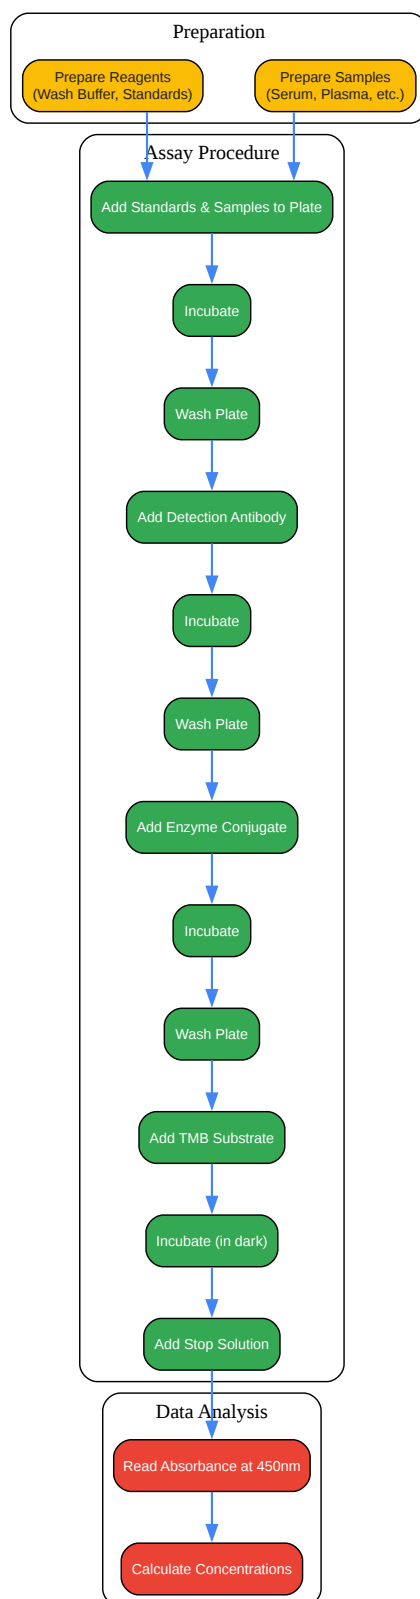 Preparation
Prepare Reagents
(Wash Buffer, Standards)
Prepare Samples
(Serum, Plasma, etc.)
Assay Procedure
Add Standards & Samples to Plate
Incubate
Wash Plate
Add Detection Antibody
Incubate
Wash Plate
Add Enzyme Conjugate
Incubate
Wash Plate
Add TMB Substrate
Incubate (in dark)
Add Stop Solution
Data Analysis
Read Absorbance at 450nm
Calculate Concentrations